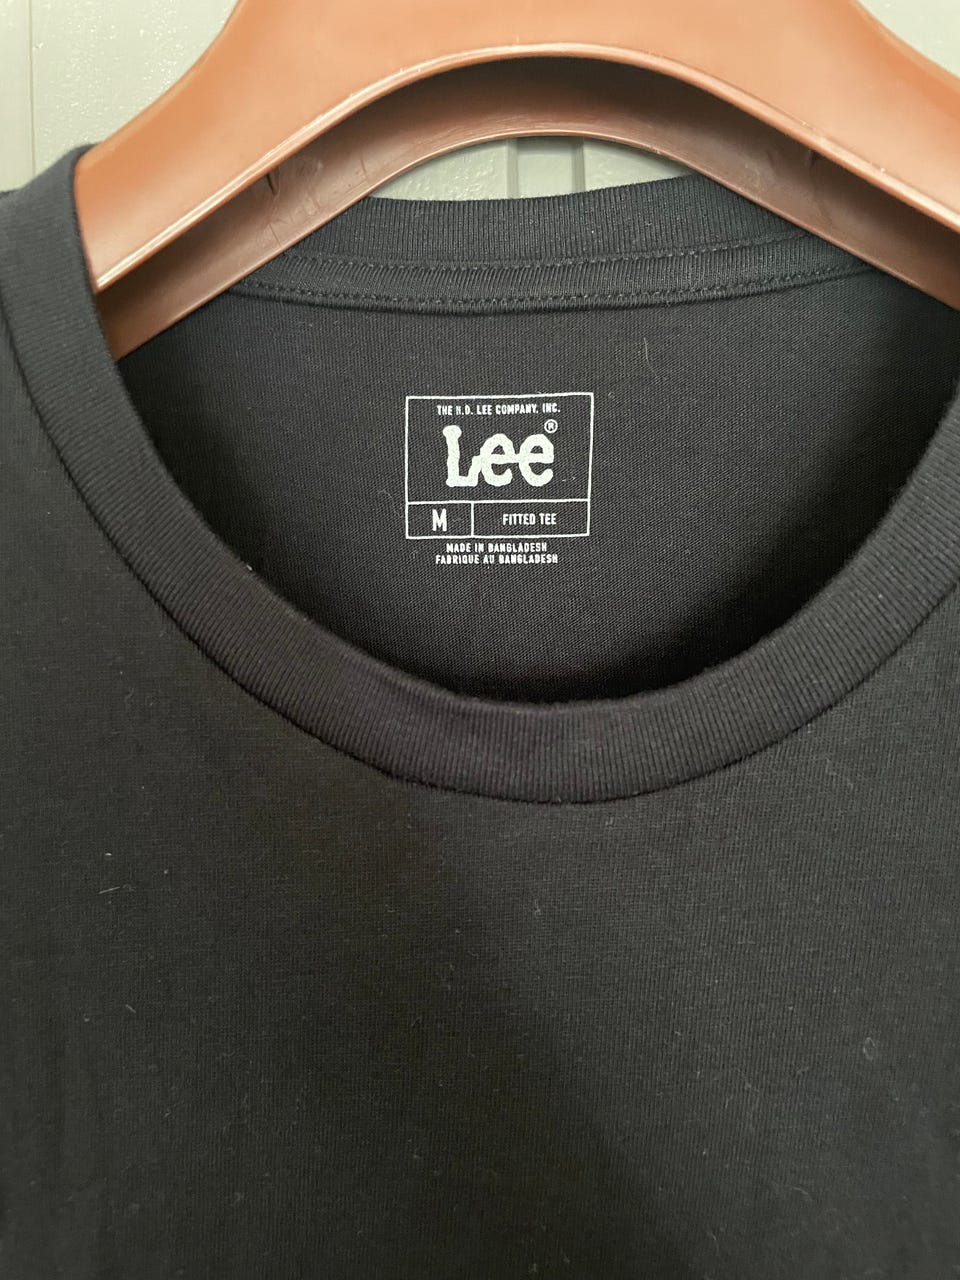 THE H.D. LEE COMPANY, INC.
Lee®
M FITTED TEE
MADE IN BANGLADESH
FABRIQUE AU BANGLADESH